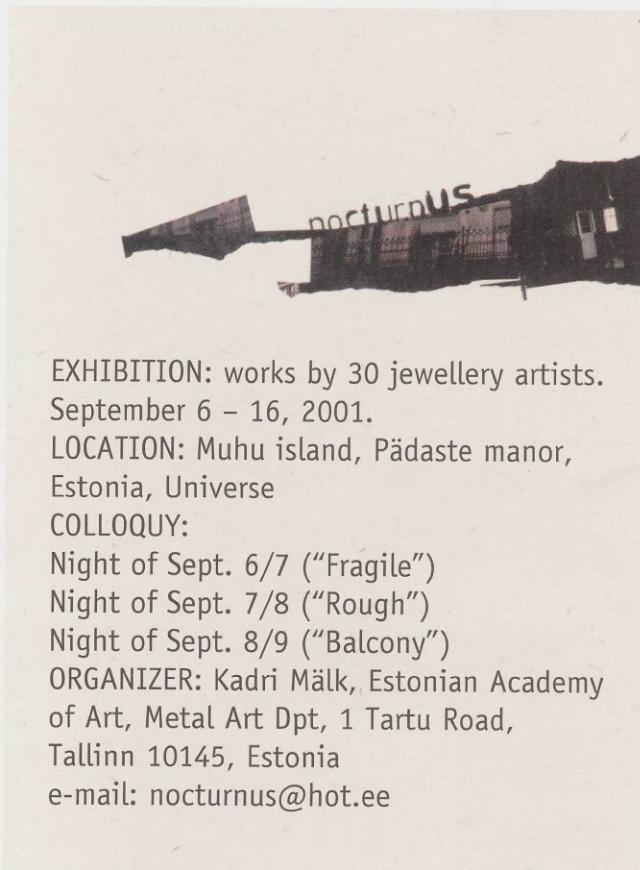 nocturnUS
EXHIBITION: works by 30 jewellery artists.
September 6 – 16, 2001.
LOCATION: Muhu island, Pädaste manor,
Estonia, Universe
COLLOQUY:
Night of Sept. 6/7 (“Fragile”)
Night of Sept. 7/8 (“Rough”)
Night of Sept. 8/9 (“Balcony”)
ORGANIZER: Kadri Mälk, Estonian Academy
of Art, Metal Art Dpt, 1 Tartu Road,
Tallinn 10145, Estonia
e-mail: nocturnus@hot.ee